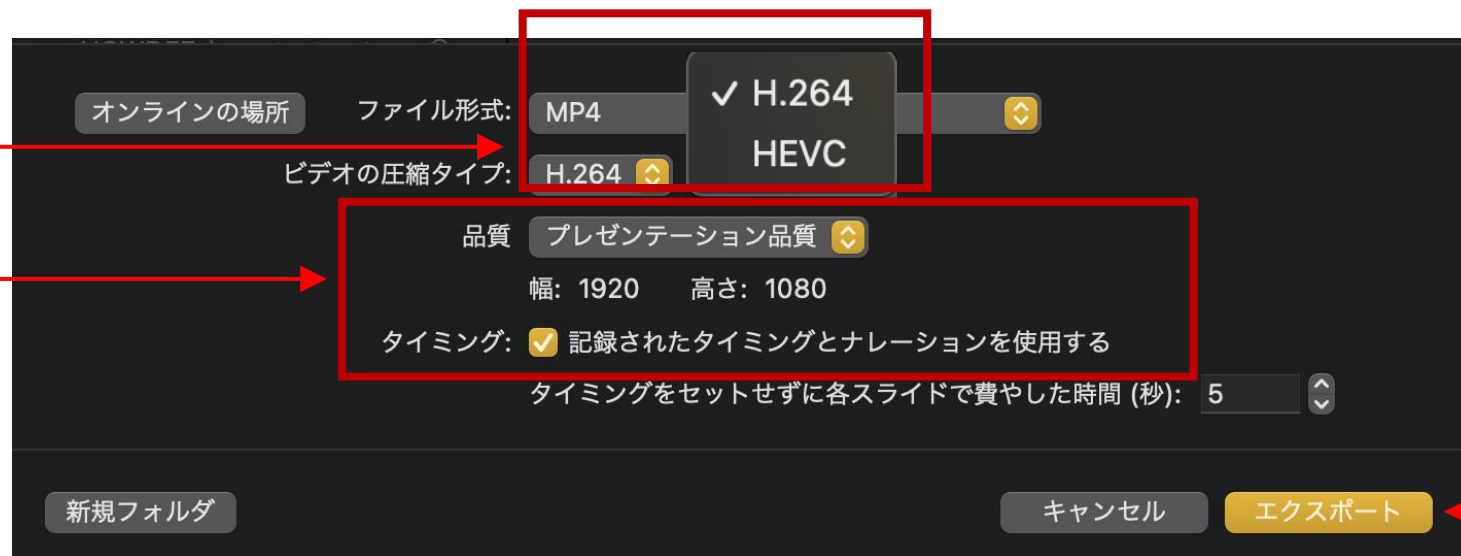 オンラインの場所 ファイル形式: MP4
✓ H.264
HEVC
ビデオの圧縮タイプ: H.264
品質 プレゼンテーション品質
幅: 1920 高さ: 1080
タイミング: 記録されたタイミングとナレーションを使用する
タイミングをセットせずに各スライドで費やした時間 (秒): 5
新規フォルダ キャンセル エクスポート